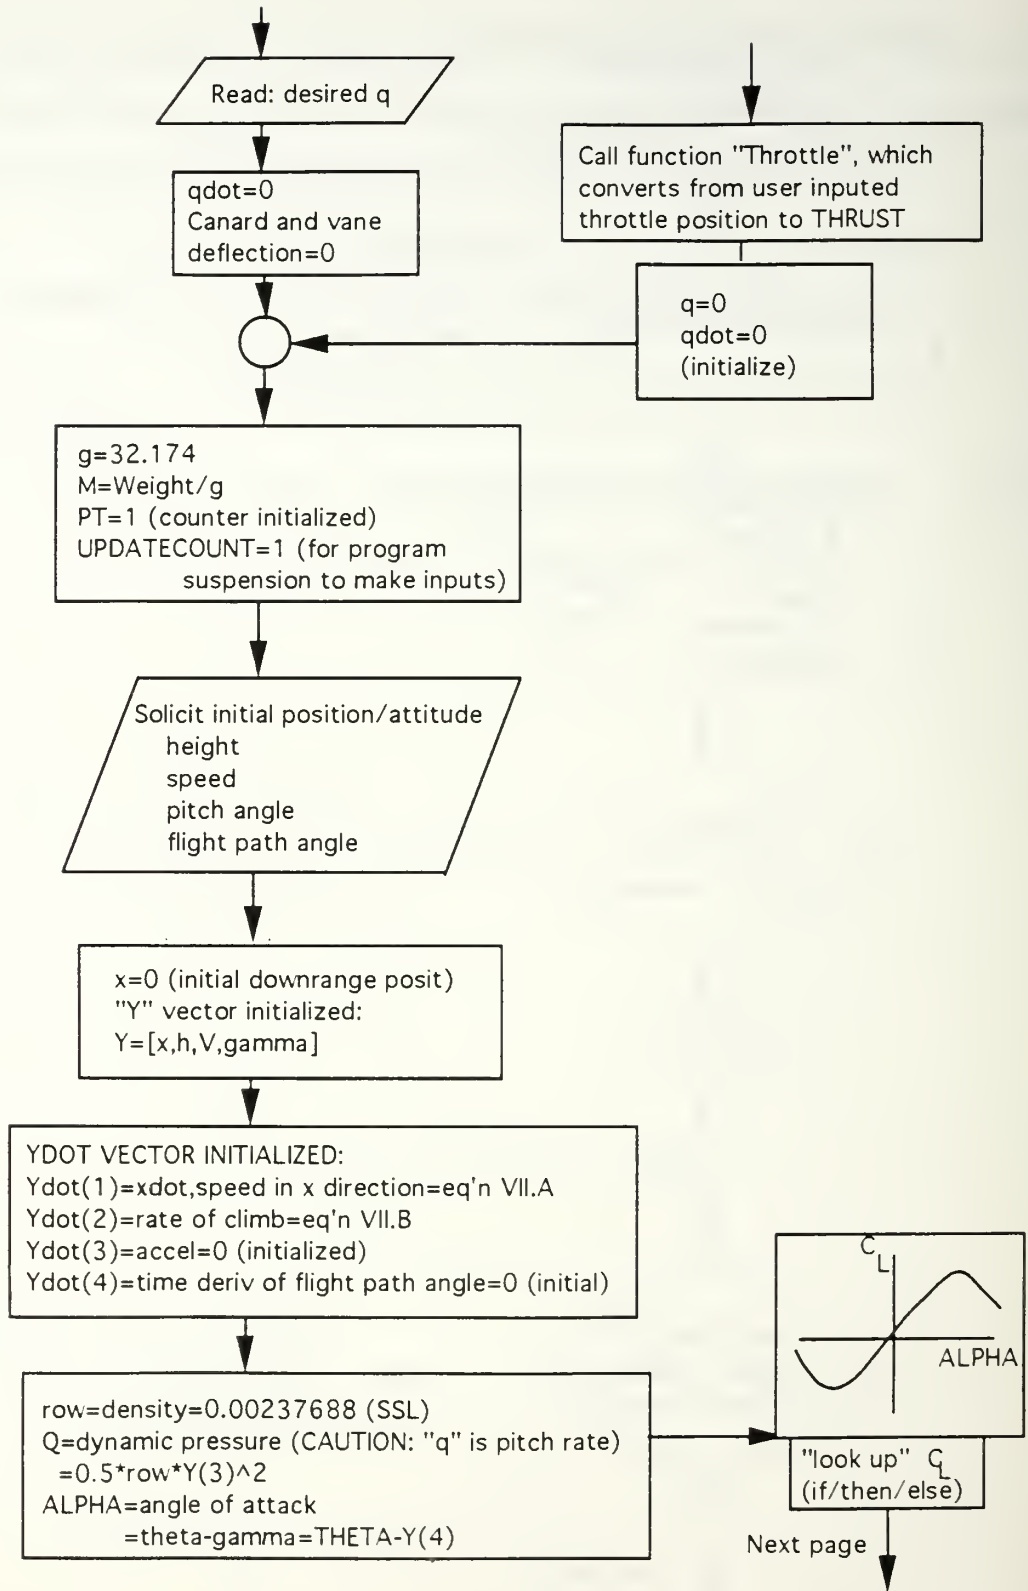 Read: desired q
qdot=0
Canard and vane
deflection=0
Call function "Throttle", which
converts from user inputed
throttle position to THRUST
q=0
qdot=0
(initialize)
g=32.174
M=Weight/g
PT=1 (counter initialized)
UPDATECOUNT=1 (for program
suspension to make inputs)
Solicit initial position/attitude
height
speed
pitch angle
flight path angle
x=0 (initial downrange posit)
"Y" vector initialized:
Y=[x,h,V,gamma]
YDOT VECTOR INITIALIZED:
Ydot(1)=xdot,speed in x direction=eq'n VII.A
Ydot(2)=rate of climb=eq'n VII.B
Ydot(3)=accel=0 (initialized)
Ydot(4)=time deriv of flight path angle=0 (initial)
row=density=0.00237688 (SSL)
Q=dynamic pressure (CAUTION: "q" is pitch rate)
=0.5*row*Y(3)^2
ALPHA=angle of attack
=theta-gamma=THETA-Y(4)
CL
ALPHA
"look up" CL
(if/then/else)
Next page